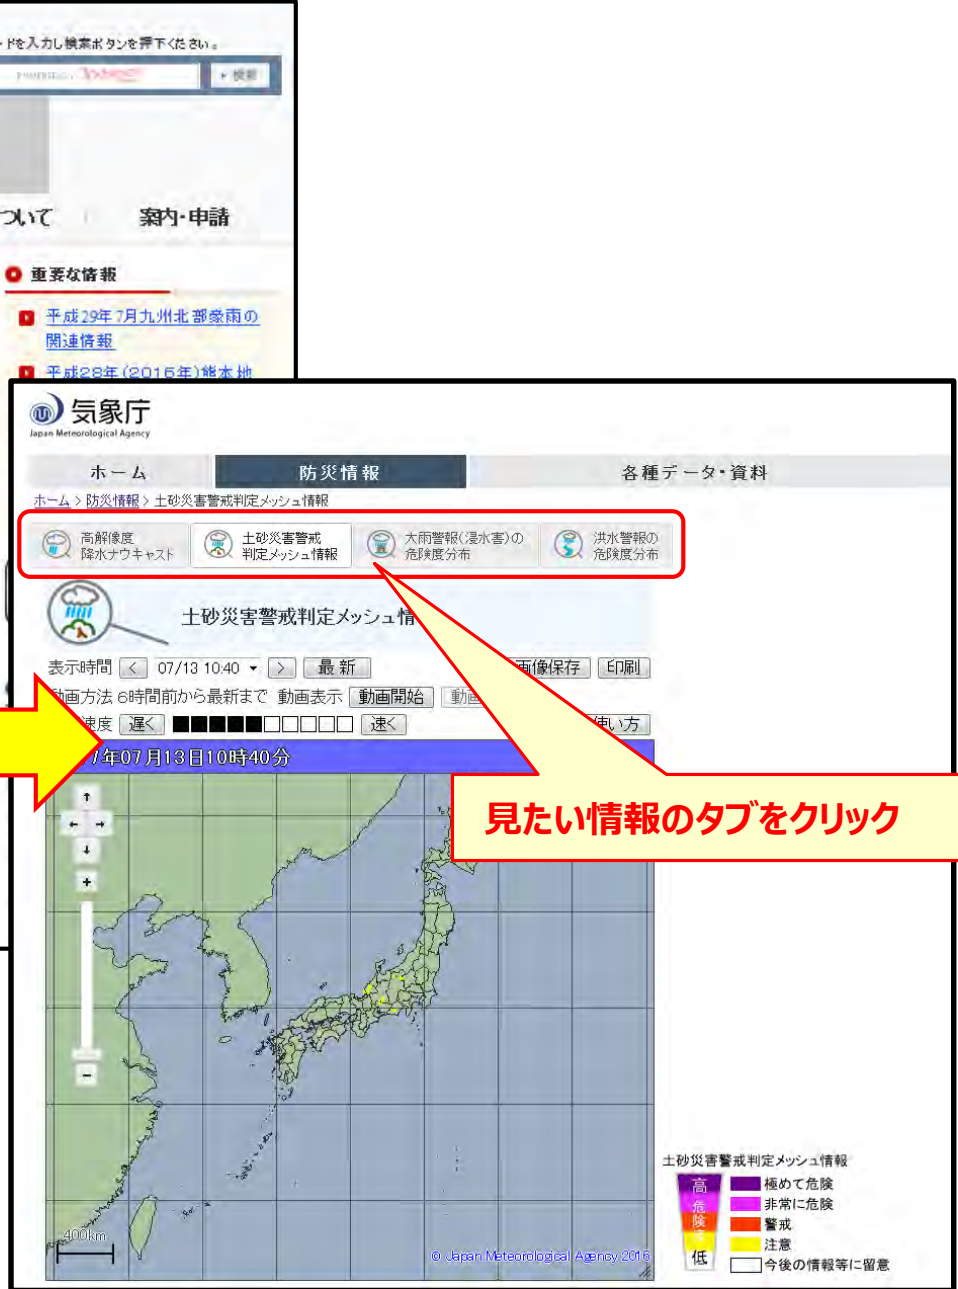 ドを入力し検索ボタンを押下ください。
検索
ついて
案内・申請
重要な情報
平成29年7月九州北部豪雨の
関連情報
平成28年(2016年)熊本地
気象庁
Japan Meteorological Agency
ホーム
防災情報
各種データ・資料
ホーム > 防災情報 > 土砂災害警戒判定メッシュ情報
高解像度
降水ナウキャスト
土砂災害警戒
判定メッシュ情報
大雨警報(浸水害)の
危険度分布
洪水警報の
危険度分布
土砂災害警戒判定メッシュ情
表示時間 < 07/13 10:40 > 最新
画像保存 印刷
画方法 6時間前から最新まで 動画表示 動画開始 動
速度 遅く 速く
使い方
年07月13日10時40分
見たい情報のタブをクリック
400km
© Japan Meteorological Agency 2016
土砂災害警戒判定メッシュ情報
高
危険
低
極めて危険
非常に危険
警戒
注意
今後の情報等に留意